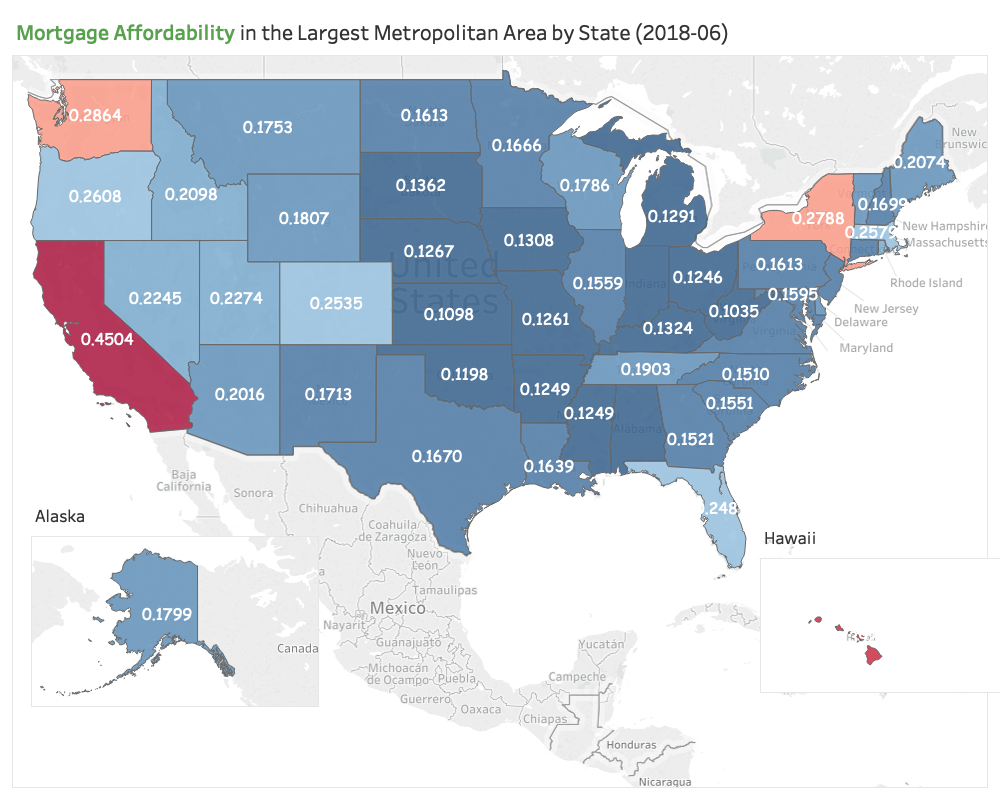 Mortgage Affordability in the Largest Metropolitan Area by State (2018-06)
0.2864
0.1753
0.1613
0.1666
New
Brunswic
0.2074
0.2608
0.2098
0.1362
0.1786
0.1699
0.1807
0.1291
0.2788
0.2579
New Hampshire
Massachusetts
0.1308
0.1267
United
States
0.1613
0.1246
Indiana
0.1559
Rhode Island
0.2245
0.2274
0.2535
0.1595
New Jersey
Delaware
Maryland
0.1098
0.1261
0.1035
Virginia
0.1324
0.4504
0.1903
0.1510
0.1198
0.1249
0.2016
0.1713
0.1249
0.1551
Alabama
0.1521
0.1670
0.1639
Baja
California
Sonora
.248
Chihuahua
Coahuila
de Zaragoza
Nuevo
León
Tamaulipas
Alaska
Hawaii
0.1799
Canada
Mexico
Nayarit
Guanajuato
Michoacán
de Ocampo
Puebla
Guerrero
Oaxaca
Chiapas
Yucatán
Campeche
Honduras
Nicaragua